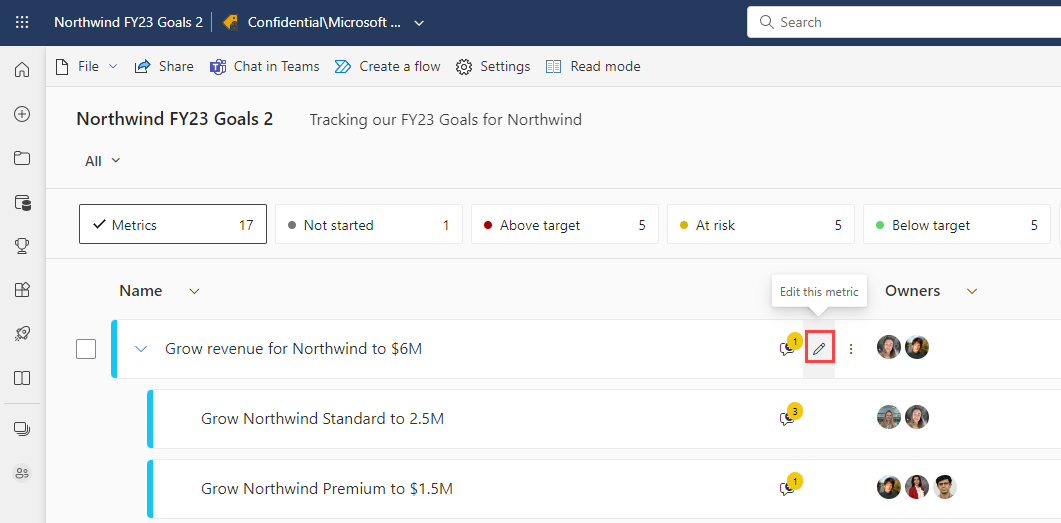 Northwind FY23 Goals 2 Confidential\Microsoft ... Search
File Share Chat in Teams Create a flow Settings Read mode
Northwind FY23 Goals 2 Tracking our FY23 Goals for Northwind
All
Metrics 17 Not started 1 Above target 5 At risk 5 Below target 5
Name Edit this metric Owners
Grow revenue for Northwind to $6M 1
Grow Northwind Standard to 2.5M 3
Grow Northwind Premium to $1.5M 1